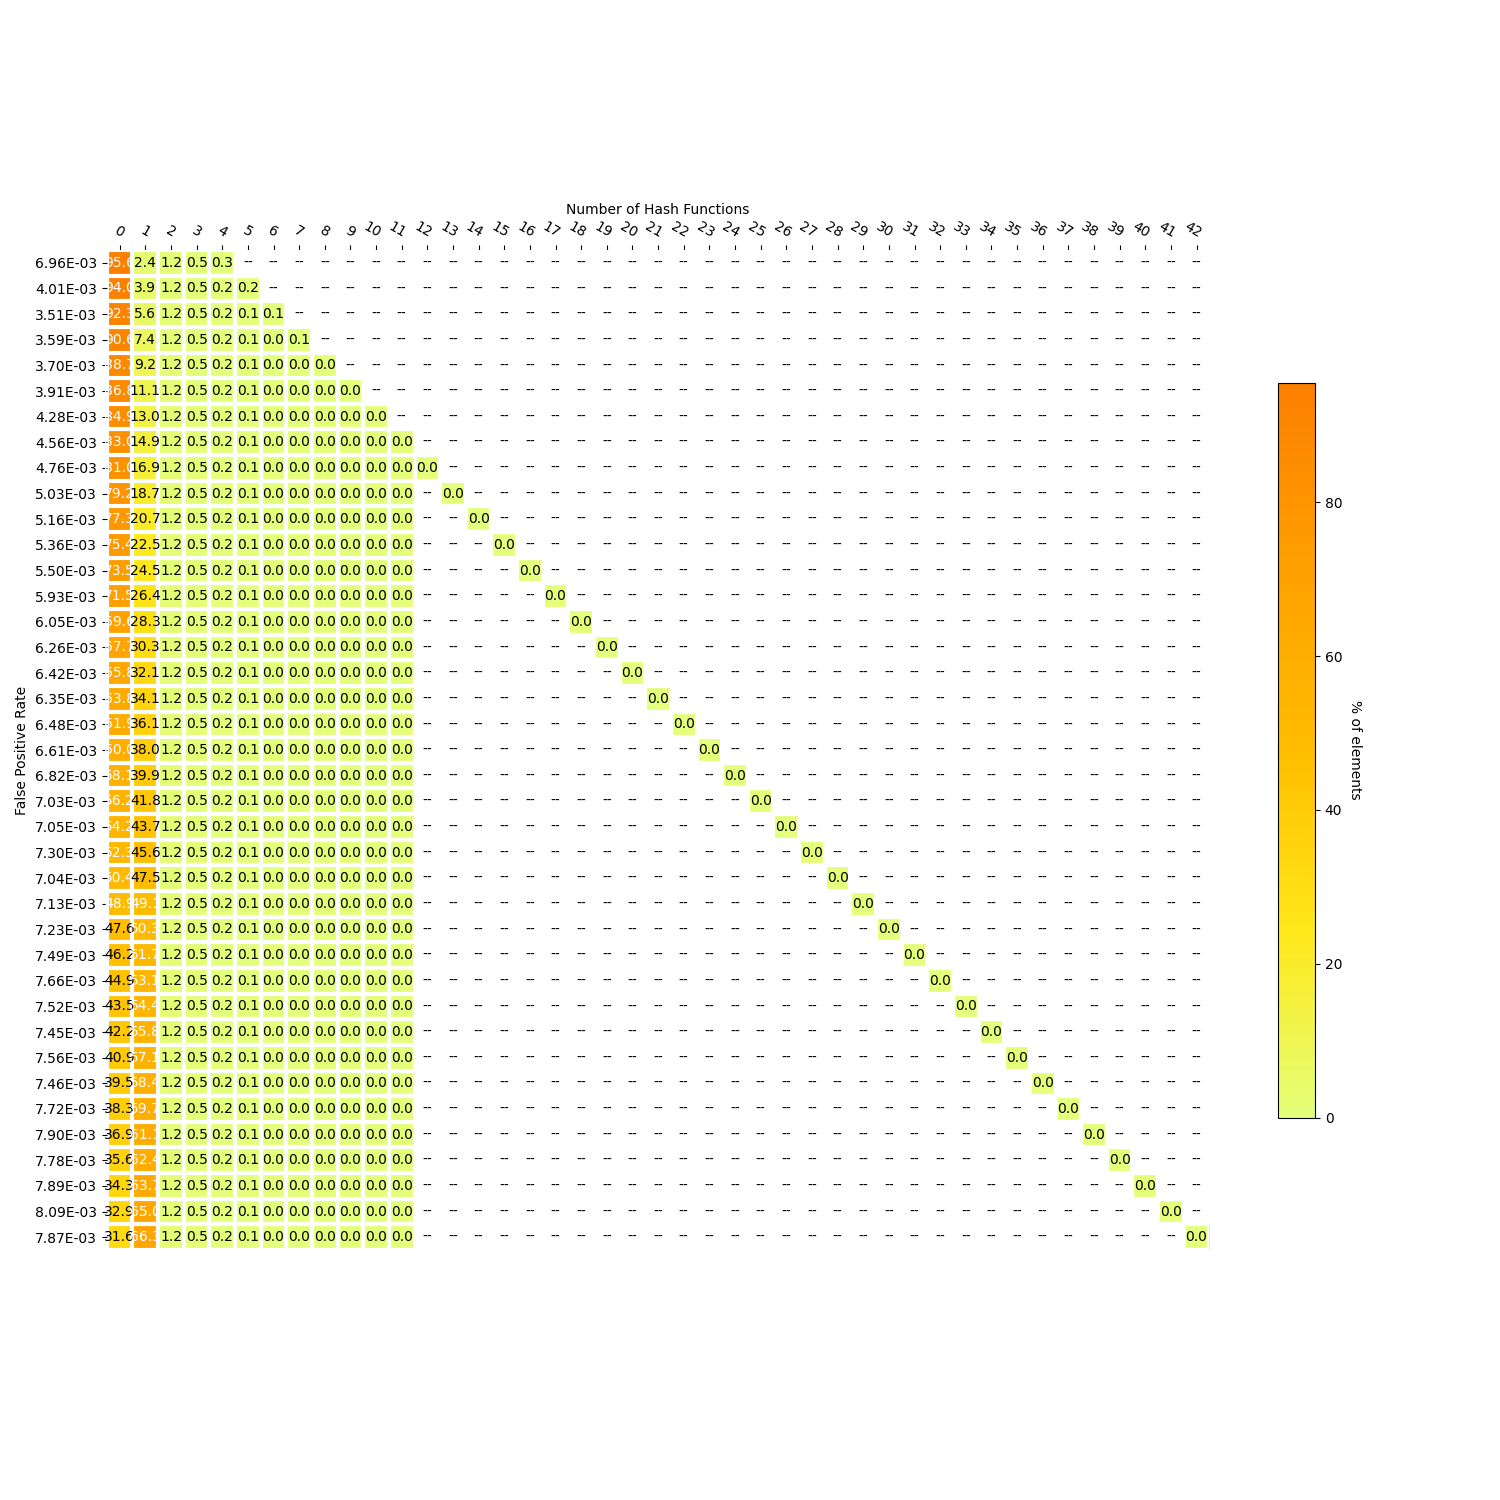 Number of Hash Functions
0 1 2 3 4 5 6 7 8 9 10 11 12 13 14 15 16 17 18 19 20 21 22 23 24 25 26 27 28 29 30 31 32 33 34 35 36 37 38 39 40 41 42
6.96E-03 2.4 1.2 0.5 0.3
4.01E-03 3.9 1.2 0.5 0.2 0.2
3.51E-03 5.6 1.2 0.5 0.2 0.1 0.1
3.59E-03 7.4 1.2 0.5 0.2 0.1 0.0 0.1
3.70E-03 9.2 1.2 0.5 0.2 0.1 0.0 0.0 0.0
3.91E-03 11.1 1.2 0.5 0.2 0.1 0.0 0.0 0.0 0.0
4.28E-03 13.0 1.2 0.5 0.2 0.1 0.0 0.0 0.0 0.0 0.0
4.56E-03 14.9 1.2 0.5 0.2 0.1 0.0 0.0 0.0 0.0 0.0 0.0
4.76E-03 16.9 1.2 0.5 0.2 0.1 0.0 0.0 0.0 0.0 0.0 0.0 0.0
5.03E-03 18.7 1.2 0.5 0.2 0.1 0.0 0.0 0.0 0.0 0.0 0.0 0.0
5.16E-03 20.7 1.2 0.5 0.2 0.1 0.0 0.0 0.0 0.0 0.0 0.0 0.0
5.36E-03 22.5 1.2 0.5 0.2 0.1 0.0 0.0 0.0 0.0 0.0 0.0 0.0
5.50E-03 24.5 1.2 0.5 0.2 0.1 0.0 0.0 0.0 0.0 0.0 0.0 0.0
5.93E-03 26.4 1.2 0.5 0.2 0.1 0.0 0.0 0.0 0.0 0.0 0.0 0.0
6.05E-03 28.3 1.2 0.5 0.2 0.1 0.0 0.0 0.0 0.0 0.0 0.0 0.0
6.26E-03 30.3 1.2 0.5 0.2 0.1 0.0 0.0 0.0 0.0 0.0 0.0 0.0
6.42E-03 32.1 1.2 0.5 0.2 0.1 0.0 0.0 0.0 0.0 0.0 0.0 0.0
6.35E-03 34.1 1.2 0.5 0.2 0.1 0.0 0.0 0.0 0.0 0.0 0.0 0.0
6.48E-03 36.1 1.2 0.5 0.2 0.1 0.0 0.0 0.0 0.0 0.0 0.0 0.0
6.61E-03 38.0 1.2 0.5 0.2 0.1 0.0 0.0 0.0 0.0 0.0 0.0 0.0
6.82E-03 39.9 1.2 0.5 0.2 0.1 0.0 0.0 0.0 0.0 0.0 0.0 0.0
7.03E-03 41.8 1.2 0.5 0.2 0.1 0.0 0.0 0.0 0.0 0.0 0.0 0.0
7.05E-03 43.7 1.2 0.5 0.2 0.1 0.0 0.0 0.0 0.0 0.0 0.0 0.0
7.30E-03 45.6 1.2 0.5 0.2 0.1 0.0 0.0 0.0 0.0 0.0 0.0 0.0
7.04E-03 47.5 1.2 0.5 0.2 0.1 0.0 0.0 0.0 0.0 0.0 0.0 0.0
7.13E-03 1.2 0.5 0.2 0.1 0.0 0.0 0.0 0.0 0.0 0.0 0.0
7.23E-03 47.6 1.2 0.5 0.2 0.1 0.0 0.0 0.0 0.0 0.0 0.0 0.0
7.49E-03 46.2 1.2 0.5 0.2 0.1 0.0 0.0 0.0 0.0 0.0 0.0 0.0
7.66E-03 44.9 1.2 0.5 0.2 0.1 0.0 0.0 0.0 0.0 0.0 0.0 0.0
7.52E-03 43.5 1.2 0.5 0.2 0.1 0.0 0.0 0.0 0.0 0.0 0.0 0.0
7.45E-03 42.2 1.2 0.5 0.2 0.1 0.0 0.0 0.0 0.0 0.0 0.0 0.0
7.56E-03 40.9 1.2 0.5 0.2 0.1 0.0 0.0 0.0 0.0 0.0 0.0 0.0
7.46E-03 39.5 1.2 0.5 0.2 0.1 0.0 0.0 0.0 0.0 0.0 0.0 0.0
7.72E-03 38.3 1.2 0.5 0.2 0.1 0.0 0.0 0.0 0.0 0.0 0.0 0.0
7.90E-03 36.9 1.2 0.5 0.2 0.1 0.0 0.0 0.0 0.0 0.0 0.0 0.0
7.78E-03 35.6 1.2 0.5 0.2 0.1 0.0 0.0 0.0 0.0 0.0 0.0 0.0
7.89E-03 34.3 1.2 0.5 0.2 0.1 0.0 0.0 0.0 0.0 0.0 0.0 0.0
8.09E-03 32.9 1.2 0.5 0.2 0.1 0.0 0.0 0.0 0.0 0.0 0.0 0.0
7.87E-03 31.6 1.2 0.5 0.2 0.1 0.0 0.0 0.0 0.0 0.0 0.0 0.0
False Positive Rate
80
60
40
20
0
% of elements